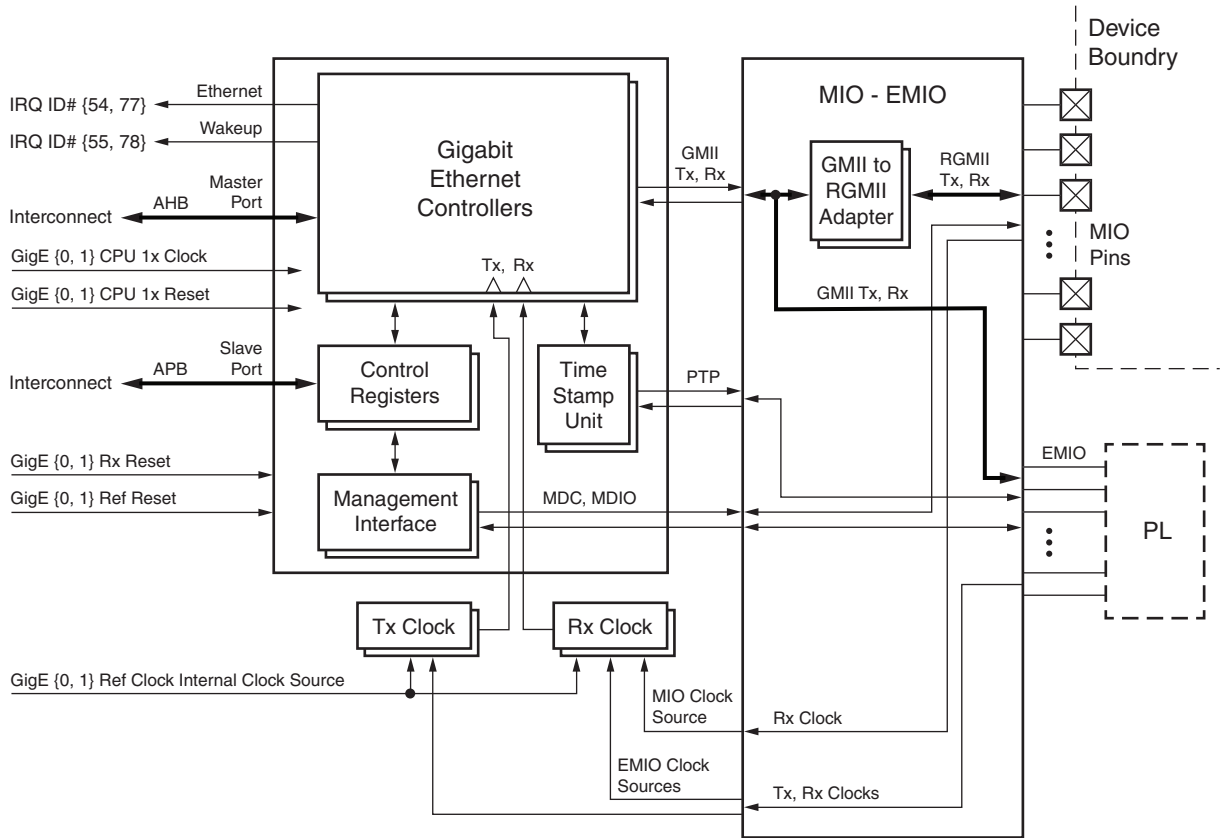 Device
Boundry
MIO - EMIO
Ethernet
IRQ ID# {54, 77}
Wakeup
IRQ ID# {55, 78}
Gigabit
Ethernet
Controllers
GMII
Tx, Rx
GMII to
RGMII
Adapter
RGMII
Tx, Rx
Master
Port
Interconnect
AHB
MIO
Pins
GigE {0, 1} CPU 1x Clock
Tx, Rx
GigE {0, 1} CPU 1x Reset
GMII Tx, Rx
Slave
Port
Interconnect
APB
Control
Registers
Time
Stamp
Unit
PTP
GigE {0, 1} Rx Reset
GigE {0, 1} Ref Reset
Management
Interface
MDC, MDIO
EMIO
PL
Tx Clock
Rx Clock
GigE {0, 1} Ref Clock Internal Clock Source
MIO Clock
Source
Rx Clock
EMIO Clock
Sources
Tx, Rx Clocks